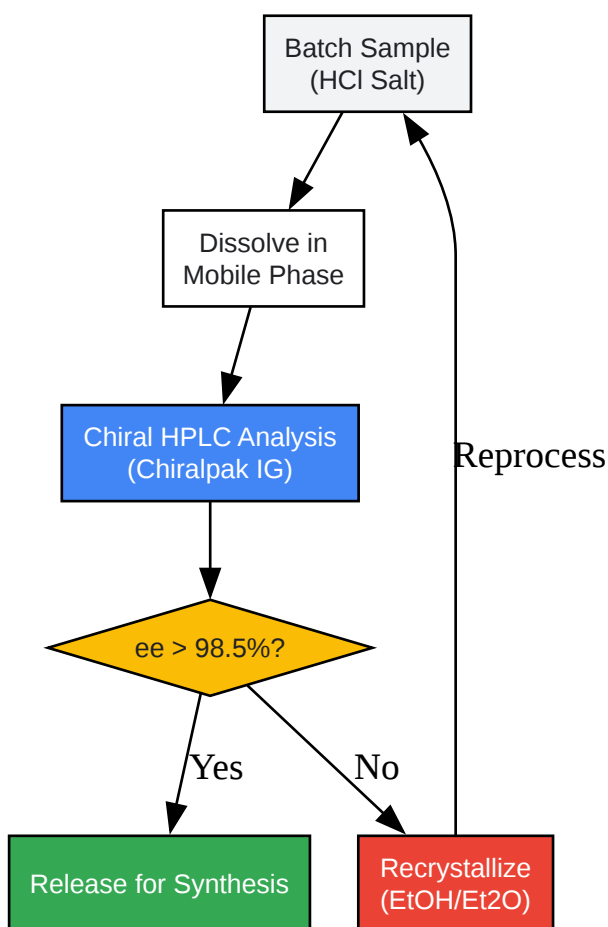 Batch Sample
(HCl Salt)
Dissolve in
Mobile Phase
Chiral HPLC Analysis
(Chiralpak IG)
Reprocess
ee > 98.5%?
Yes
No
Release for Synthesis
Recrystallize
(EtOH/Et2O)